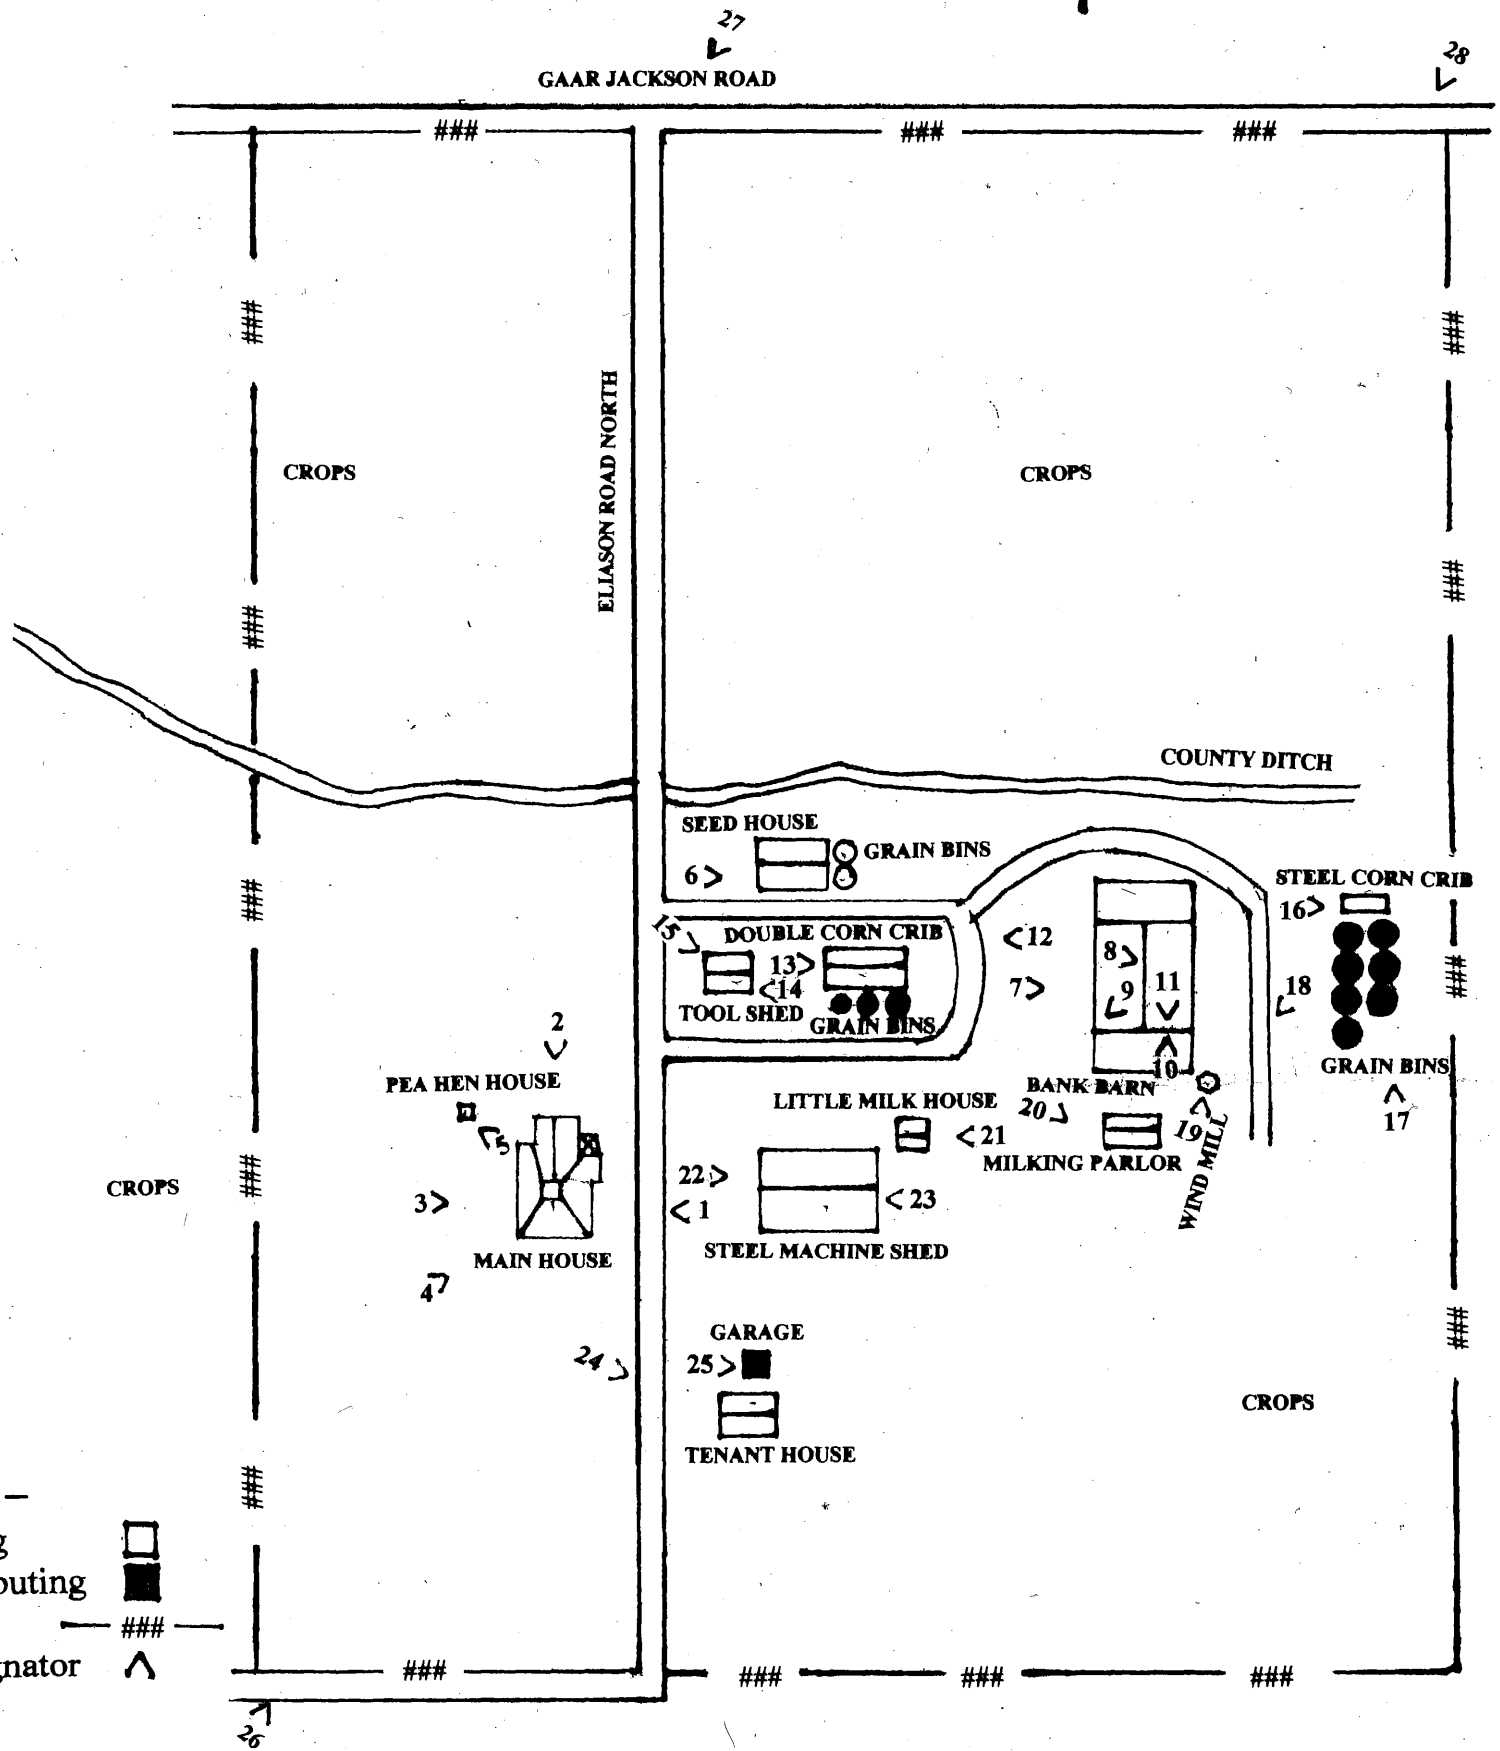 27
28
GAAR JACKSON ROAD
### ### ###
###
###
ELIASON ROAD NORTH
CROPS
CROPS
###
###
COUNTY DITCH
SEED HOUSE
GRAIN BINS
6
###
STEEL CORN CRIB
16
15
DOUBLE CORN CRIB
12
13
14
8
7
9
11
18
###
TOOL SHED
GRAIN BINS
2
10
GRAIN BINS
PEA HEN HOUSE
BANK BARN
LITTLE MILK HOUSE
20
17
5
21
19
MILKING PARLOR
WIND MILL
CROPS
###
22
3
1
23
MAIN HOUSE
STEEL MACHINE SHED
4
GARAGE
###
24
25
CROPS
TENANT HOUSE
###
g
outing
###
gnator
### ### ### ###
26